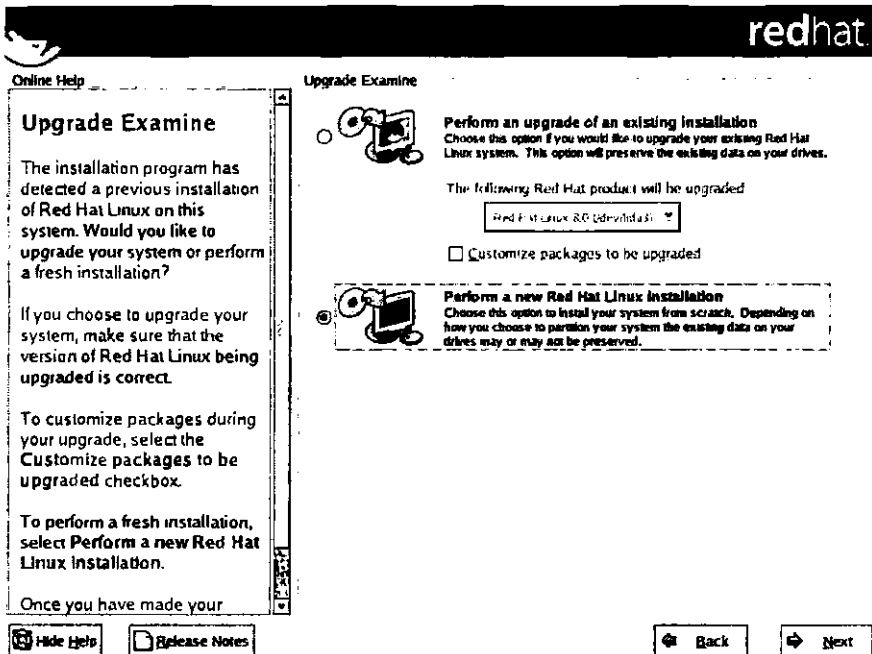 redhat.
Online Help
Upgrade Examine
Upgrade Examine
The installation program has
detected a previous installation
of Red Hat Linux on this
system. Would you like to
upgrade your system or perform
a fresh installation?
If you choose to upgrade your
system, make sure that the
version of Red Hat Linux being
upgraded is correct.
To customize packages during
your upgrade, select the
Customize packages to be
upgraded checkbox.
To perform a fresh installation,
select Perform a new Red Hat
Linux installation.
Once you have made your
Perform an upgrade of an existing installation
Choose this option if you would like to upgrade your existing Red Hat
Linux system. This option will preserve the existing data on your drives.
The following Red Hat product will be upgraded
Red Hat Linux 8.0 (/dev/hda3)
Customize packages to be upgraded
Perform a new Red Hat Linux installation
Choose this option to install your system from scratch. Depending on
how you choose to partition your system the existing data on your
drives may or may not be preserved.
Hide Help
Release Notes
Back
Next